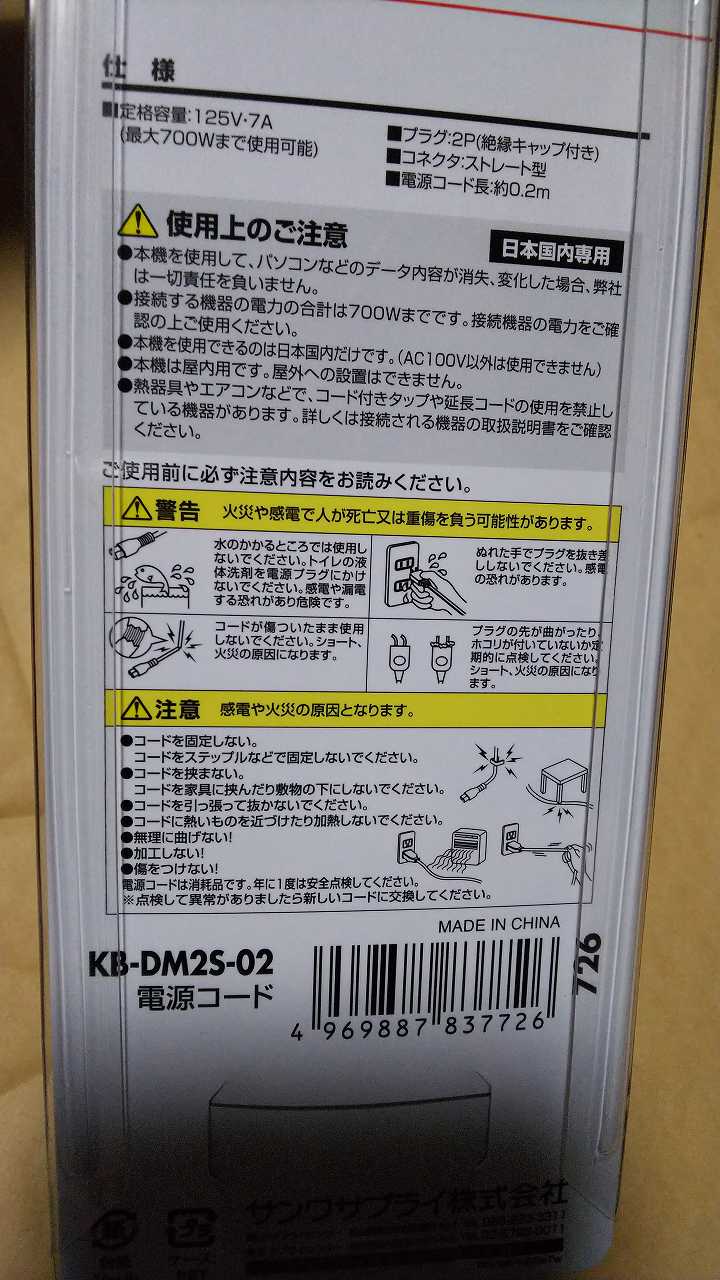 仕 様
■定格容量:125V・7A
(最大700Wまで使用可能)
■プラグ:2P(絶縁キャップ付き)
■コネクタ:ストレート型
■電源コード長:約0.2m
使用上のご注意
日本国内専用
●本機を使用して、パソコンなどのデータ内容が消失、変化した場合、弊社
は一切責任を負いません。
●接続する機器の電力の合計は700Wまでです。接続機器の電力をご確
認の上ご使用ください。
●本機を使用できるのは日本国内だけです。(AC100V以外は使用できません)
●本機は屋内用です。屋外への設置はできません。
●熱器具やエアコンなどで、コード付きタップや延長コードの使用を禁止し
ている機器があります。詳しくは接続される機器の取扱説明書をご確認
ください。
ご使用前に必ず注意内容をお読みください。
警告 火災や感電で人が死亡又は重傷を負う可能性があります。
水のかかるところでは使用し
ないでください。トイレの液
体洗剤を電源プラグにかけ
ないでください。感電や漏電
する恐れがあり危険です。
ぬれた手でプラグを抜き差
ししないでください。感電
の恐れがあります。
コードが傷ついたまま使用
しないでください。ショート、
火災の原因になります。
プラグの先が曲がったり、
ホコリが付いていないか定
期的に点検してください。
ショート、火災の原因になり
ます。
注意 感電や火災の原因となります。
●コードを固定しない。
コードをステップルなどで固定しないでください。
●コードを挟まない。
コードを家具に挟んだり敷物の下にしないでください。
●コードを引っ張って抜かないでください。
●コードに熱いものを近づけたり加熱しないでください。
●無理に曲げない!
●加工しない!
●傷をつけない!
電源コードは消耗品です。年に1度は安全点検してください。
※点検して異常がありましたら新しいコードに交換してください。
MADE IN CHINA
KB-DM2S-02
電源コード
726
4 969887 837726
サンワサプライ株式会社